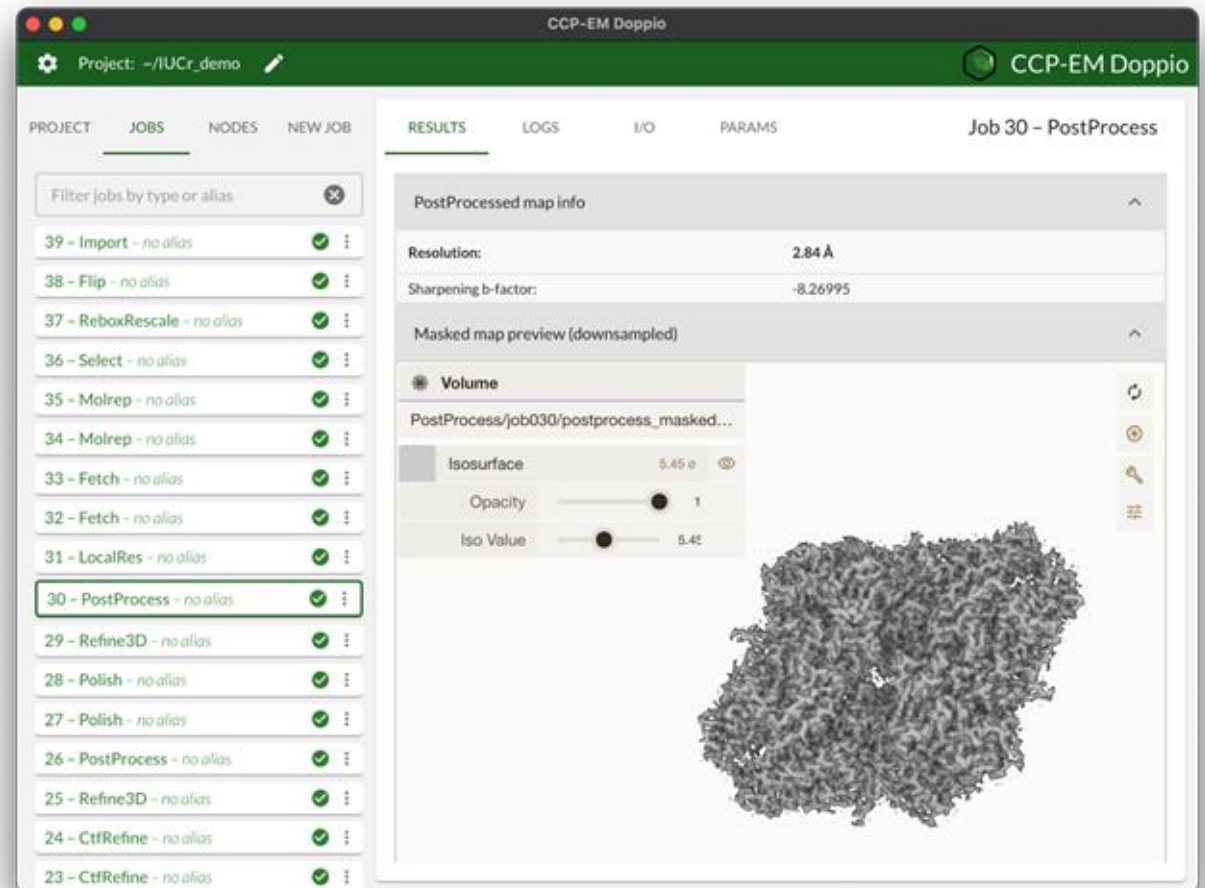 CCP-EM Doppio
Project: ~/IUCr_demo
CCP-EM Doppio
PROJECT JOBS NODES NEW JOB
Filter jobs by type or alias
39 – Import – no alias
38 – Flip – no alias
37 – ReboxRescale – no alias
36 – Select – no alias
35 – Molrep – no alias
34 – Molrep – no alias
33 – Fetch – no alias
32 – Fetch – no alias
31 – LocalRes – no alias
30 – PostProcess – no alias
29 – Refine3D – no alias
28 – Polish – no alias
27 – Polish – no alias
26 – PostProcess – no alias
25 – Refine3D – no alias
24 – CtfRefine – no alias
23 – CtfRefine – no alias
RESULTS LOGS I/O PARAMS
Job 30 – PostProcess
PostProcessed map info
Resolution: 2.84 Å
Sharpening b-factor: -8.26995
Masked map preview (downsampled)
Volume
PostProcess/job030/postprocess_masked...
Isosurface 5.45 σ
Opacity 1
Iso Value 5.45